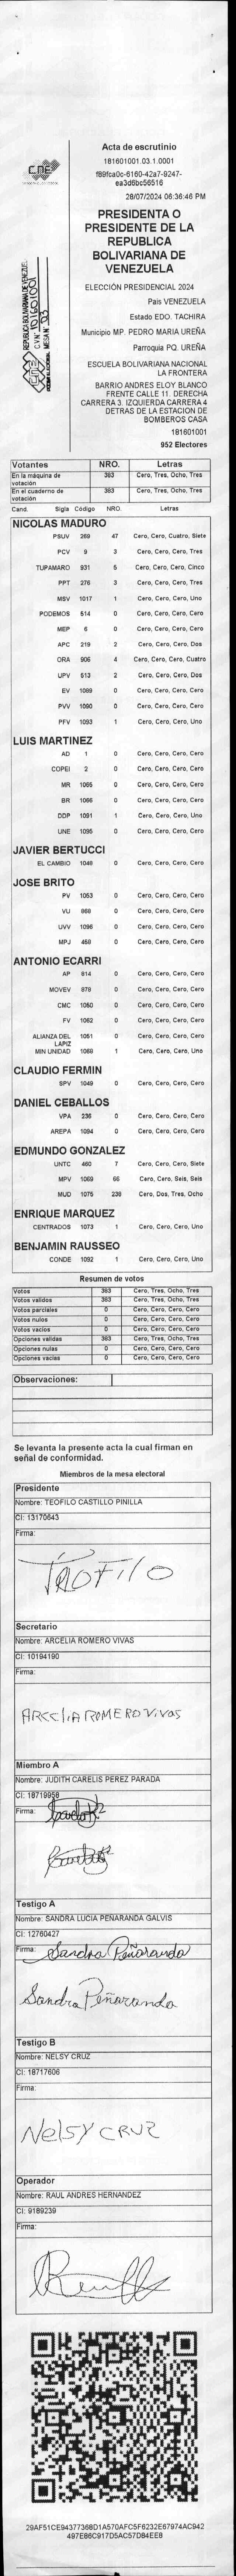 Acta de escrutinio
CNE
181601001.03.1.0001
f89fca0c-6160-42a7-9247-
ea3d6bc56516
28/07/2024 06:36:46 PM
PRESIDENTA O
PRESIDENTE DE LA
REPUBLICA
BOLIVARIANA DE
VENEZUELA
ELECCIÓN PRESIDENCIAL 2024
Pais VENEZUELA
Estado EDO. TACHIRA
Municipio MP. PEDRO MARIA UREÑA
Parroquia PQ. UREÑA
ESCUELA BOLIVARIANA NACIONAL
LA FRONTERA
BARRIO ANDRES ELOY BLANCO
FRENTE CALLE 11. DERECHA
CARRERA 3. IZQUIERDA CARRERA 4
DETRAS DE LA ESTACION DE
BOMBEROS CASA
181601001
952 Electores
Votantes NRO. Letras
En la máquina de votación 383 Cero, Tres, Ocho, Tres
En el cuaderno de votación 383 Cero, Tres, Ocho, Tres
Cand. Sigla Código NRO. Letras
NICOLAS MADURO
PSUV 269 47 Cero, Cero, Cuatro, Siete
PCV 9 3 Cero, Cero, Cero, Tres
TUPAMARO 931 5 Cero, Cero, Cero, Cinco
PPT 276 3 Cero, Cero, Cero, Tres
MSV 1017 1 Cero, Cero, Cero, Uno
PODEMOS 514 0 Cero, Cero, Cero, Cero
MEP 6 0 Cero, Cero, Cero, Cero
APC 219 2 Cero, Cero, Cero, Dos
ORA 906 4 Cero, Cero, Cero, Cuatro
UPV 613 2 Cero, Cero, Cero, Dos
EV 1089 0 Cero, Cero, Cero, Cero
PVV 1090 0 Cero, Cero, Cero, Cero
PFV 1093 1 Cero, Cero, Cero, Uno
LUIS MARTINEZ
AD 1 0 Cero, Cero, Cero, Cero
COPEI 2 0 Cero, Cero, Cero, Cero
MR 1065 0 Cero, Cero, Cero, Cero
BR 1066 0 Cero, Cero, Cero, Cero
DDP 1091 1 Cero, Cero, Cero, Uno
UNE 1095 0 Cero, Cero, Cero, Cero
JAVIER BERTUCCI
EL CAMBIO 1048 0 Cero, Cero, Cero, Cero
JOSE BRITO
PV 1053 0 Cero, Cero, Cero, Cero
VU 868 0 Cero, Cero, Cero, Cero
UVV 1096 0 Cero, Cero, Cero, Cero
MPJ 458 0 Cero, Cero, Cero, Cero
ANTONIO ECARRI
AP 814 0 Cero, Cero, Cero, Cero
MOVEV 879 0 Cero, Cero, Cero, Cero
CMC 1050 0 Cero, Cero, Cero, Cero
FV 1062 0 Cero, Cero, Cero, Cero
ALIANZA DEL LAPIZ 1051 0 Cero, Cero, Cero, Cero
MIN UNIDAD 1069 1 Cero, Cero, Cero, Uno
CLAUDIO FERMIN
SPV 1049 0 Cero, Cero, Cero, Cero
DANIEL CEBALLOS
VPA 236 0 Cero, Cero, Cero, Cero
AREPA 1094 0 Cero, Cero, Cero, Cero
EDMUNDO GONZALEZ
UNTC 460 7 Cero, Cero, Cero, Siete
MPV 1069 66 Cero, Cero, Seis, Seis
MUD 1075 238 Cero, Dos, Tres, Ocho
ENRIQUE MARQUEZ
CENTRADOS 1073 1 Cero, Cero, Cero, Uno
BENJAMIN RAUSSEO
CONDE 1092 1 Cero, Cero, Cero, Uno
Resumen de votos
Votos 383 Cero, Tres, Ocho, Tres
Votos validos 383 Cero, Tres, Ocho, Tres
Votos parciales 0 Cero, Cero, Cero, Cero
Votos nulos 0 Cero, Cero, Cero, Cero
Votos vacios 0 Cero, Cero, Cero, Cero
Opciones validas 383 Cero, Tres, Ocho, Tres
Opciones nulas 0 Cero, Cero, Cero, Cero
Opciones vacias 0 Cero, Cero, Cero, Cero
Observaciones:
Se levanta la presente acta la cual firman en
señal de conformidad.
Miembros de la mesa electoral
Presidente
Nombre: TEOFILO CASTILLO PINILLA
CI: 13170643
Firma:
TEOFILO
Secretario
Nombre: ARCELIA ROMERO VIVAS
CI: 10194190
Firma:
ARCELIA ROMERO Vivas
Miembro A
Nombre: JUDITH CARELIS PEREZ PARADA
CI: 18719958
Firma:
Testigo A
Nombre: SANDRA LUCIA PEÑARANDA GALVIS
CI: 12760427
Firma: Sandra Peñaranda
Sandra Peñaranda
Testigo B
Nombre: NELSY CRUZ
CI: 18717606
Firma:
Nelsy CRUZ
Operador
Nombre: RAUL ANDRES HERNANDEZ
CI: 9189239
Firma:
29AF51CE94377368D1A570AFC5F6232E67974AC942
497E86C917D5AC57D84EE8